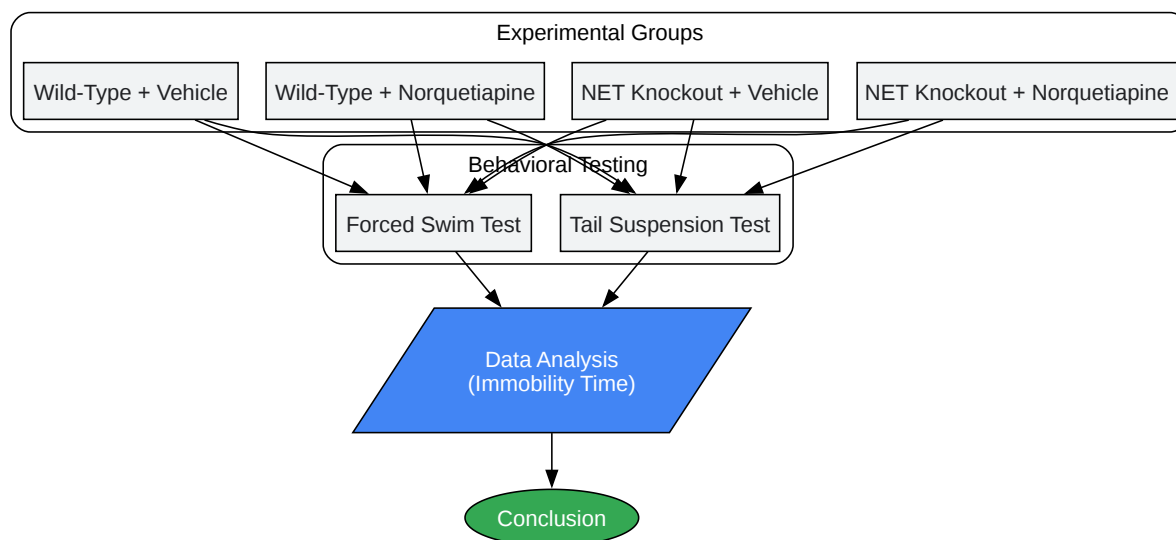 Experimental Groups
Wild-Type + Vehicle
Wild-Type + Norquetiapine
NET Knockout + Vehicle
NET Knockout + Norquetiapine
Behavioral Testing
Forced Swim Test
Tail Suspension Test
Data Analysis
(Immobility Time)
Conclusion